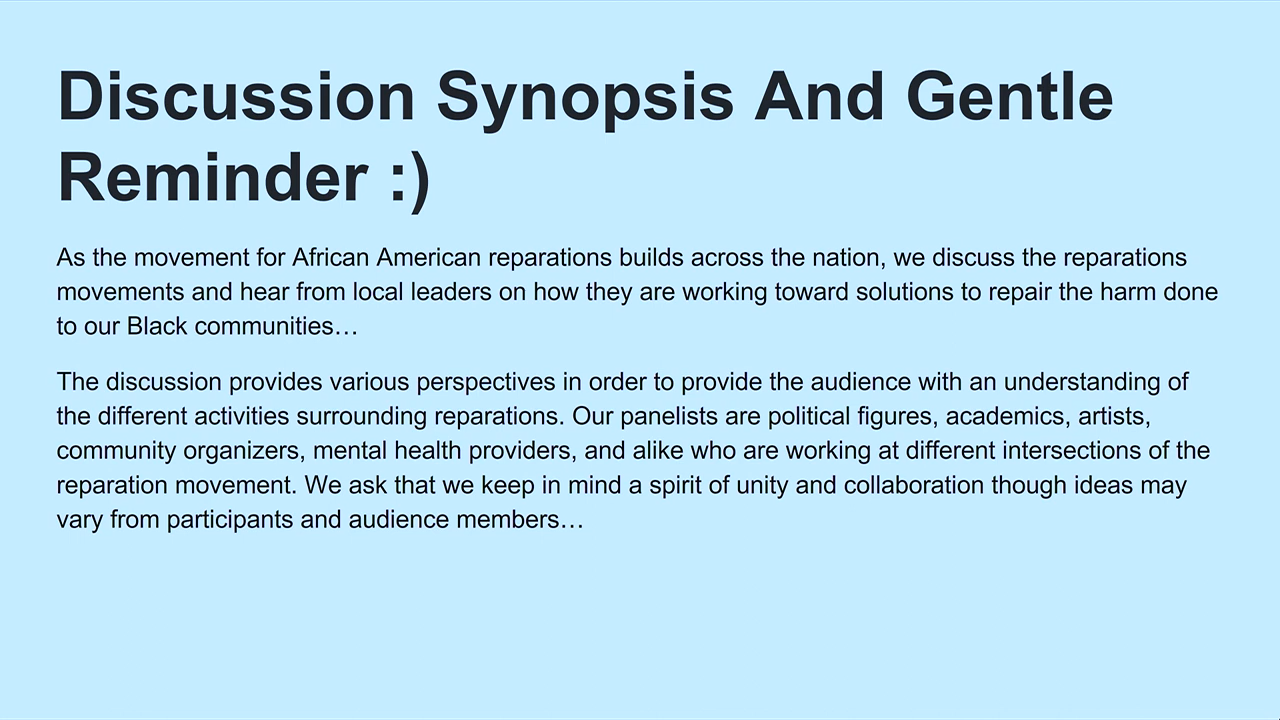 Discussion Synopsis And Gentle
Reminder :)
As the movement for African American reparations builds across the nation, we discuss the reparations
movements and hear from local leaders on how they are working toward solutions to repair the harm done
to our Black communities…
The discussion provides various perspectives in order to provide the audience with an understanding of
the different activities surrounding reparations. Our panelists are political figures, academics, artists,
community organizers, mental health providers, and alike who are working at different intersections of the
reparation movement. We ask that we keep in mind a spirit of unity and collaboration though ideas may
vary from participants and audience members…